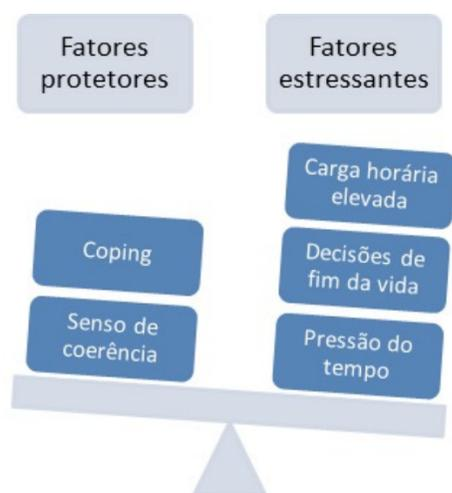 Fatores
protetores
Fatores
estressantes
Coping
Senso de
coerência
Carga horária
elevada
Decisões de
fim da vida
Pressão do
tempo